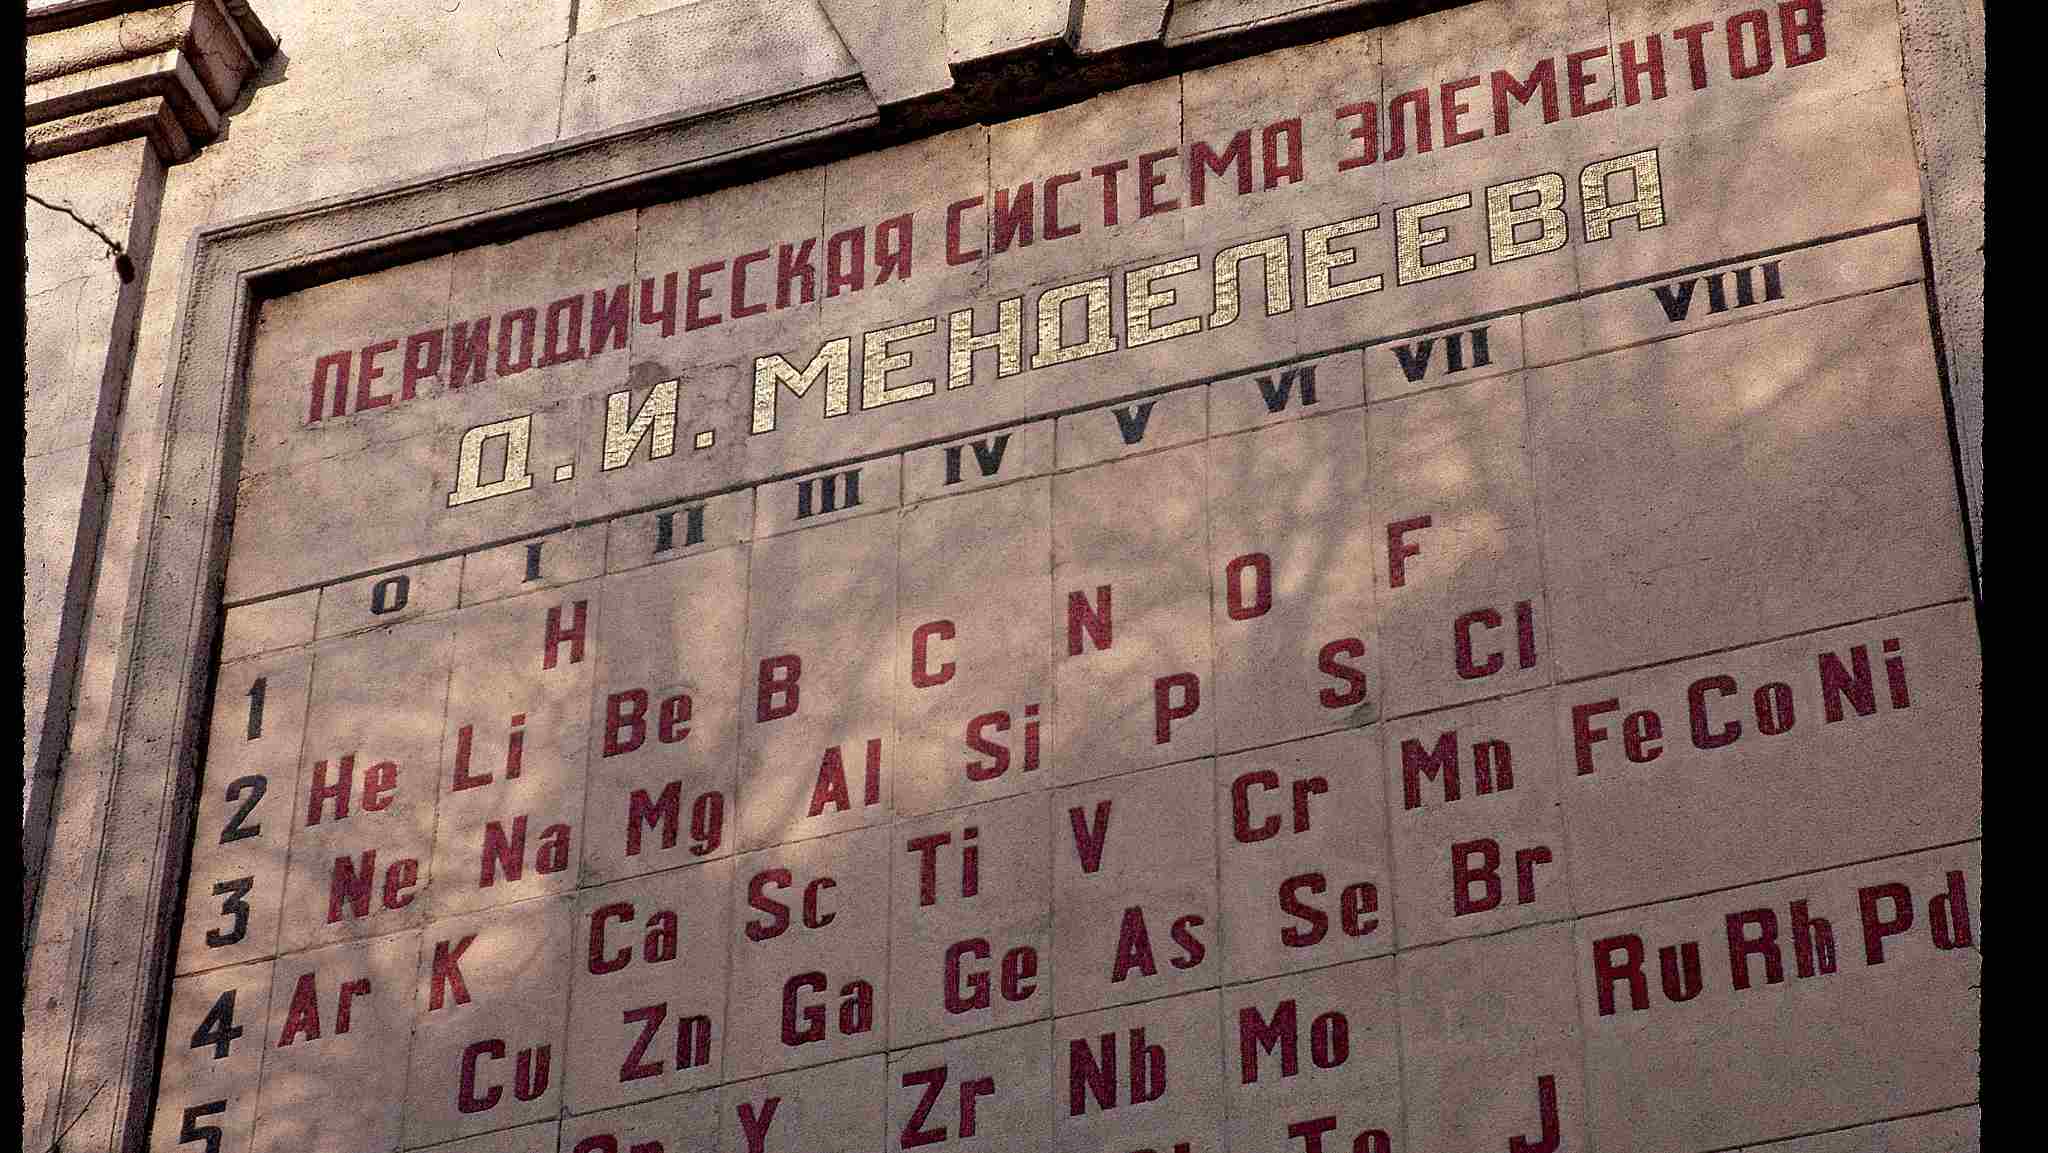 ПЕРИОДИЧЕСКАЯ СИСТЕМА ЭЛЕМЕНТОВ
Д.И.МЕНДЕЛЕЕВА
0 I II III IV V VI VII VIII
1 H
2 He Li Be B C N O F
3 Ne Na Mg Al Si P S Cl
4 Ar K Ca Sc Ti V Cr Mn Fe Co Ni
5 Cu Zn Ga Ge As Se Br
Y Zr Nb Mo Ru Rh Pd
Te J